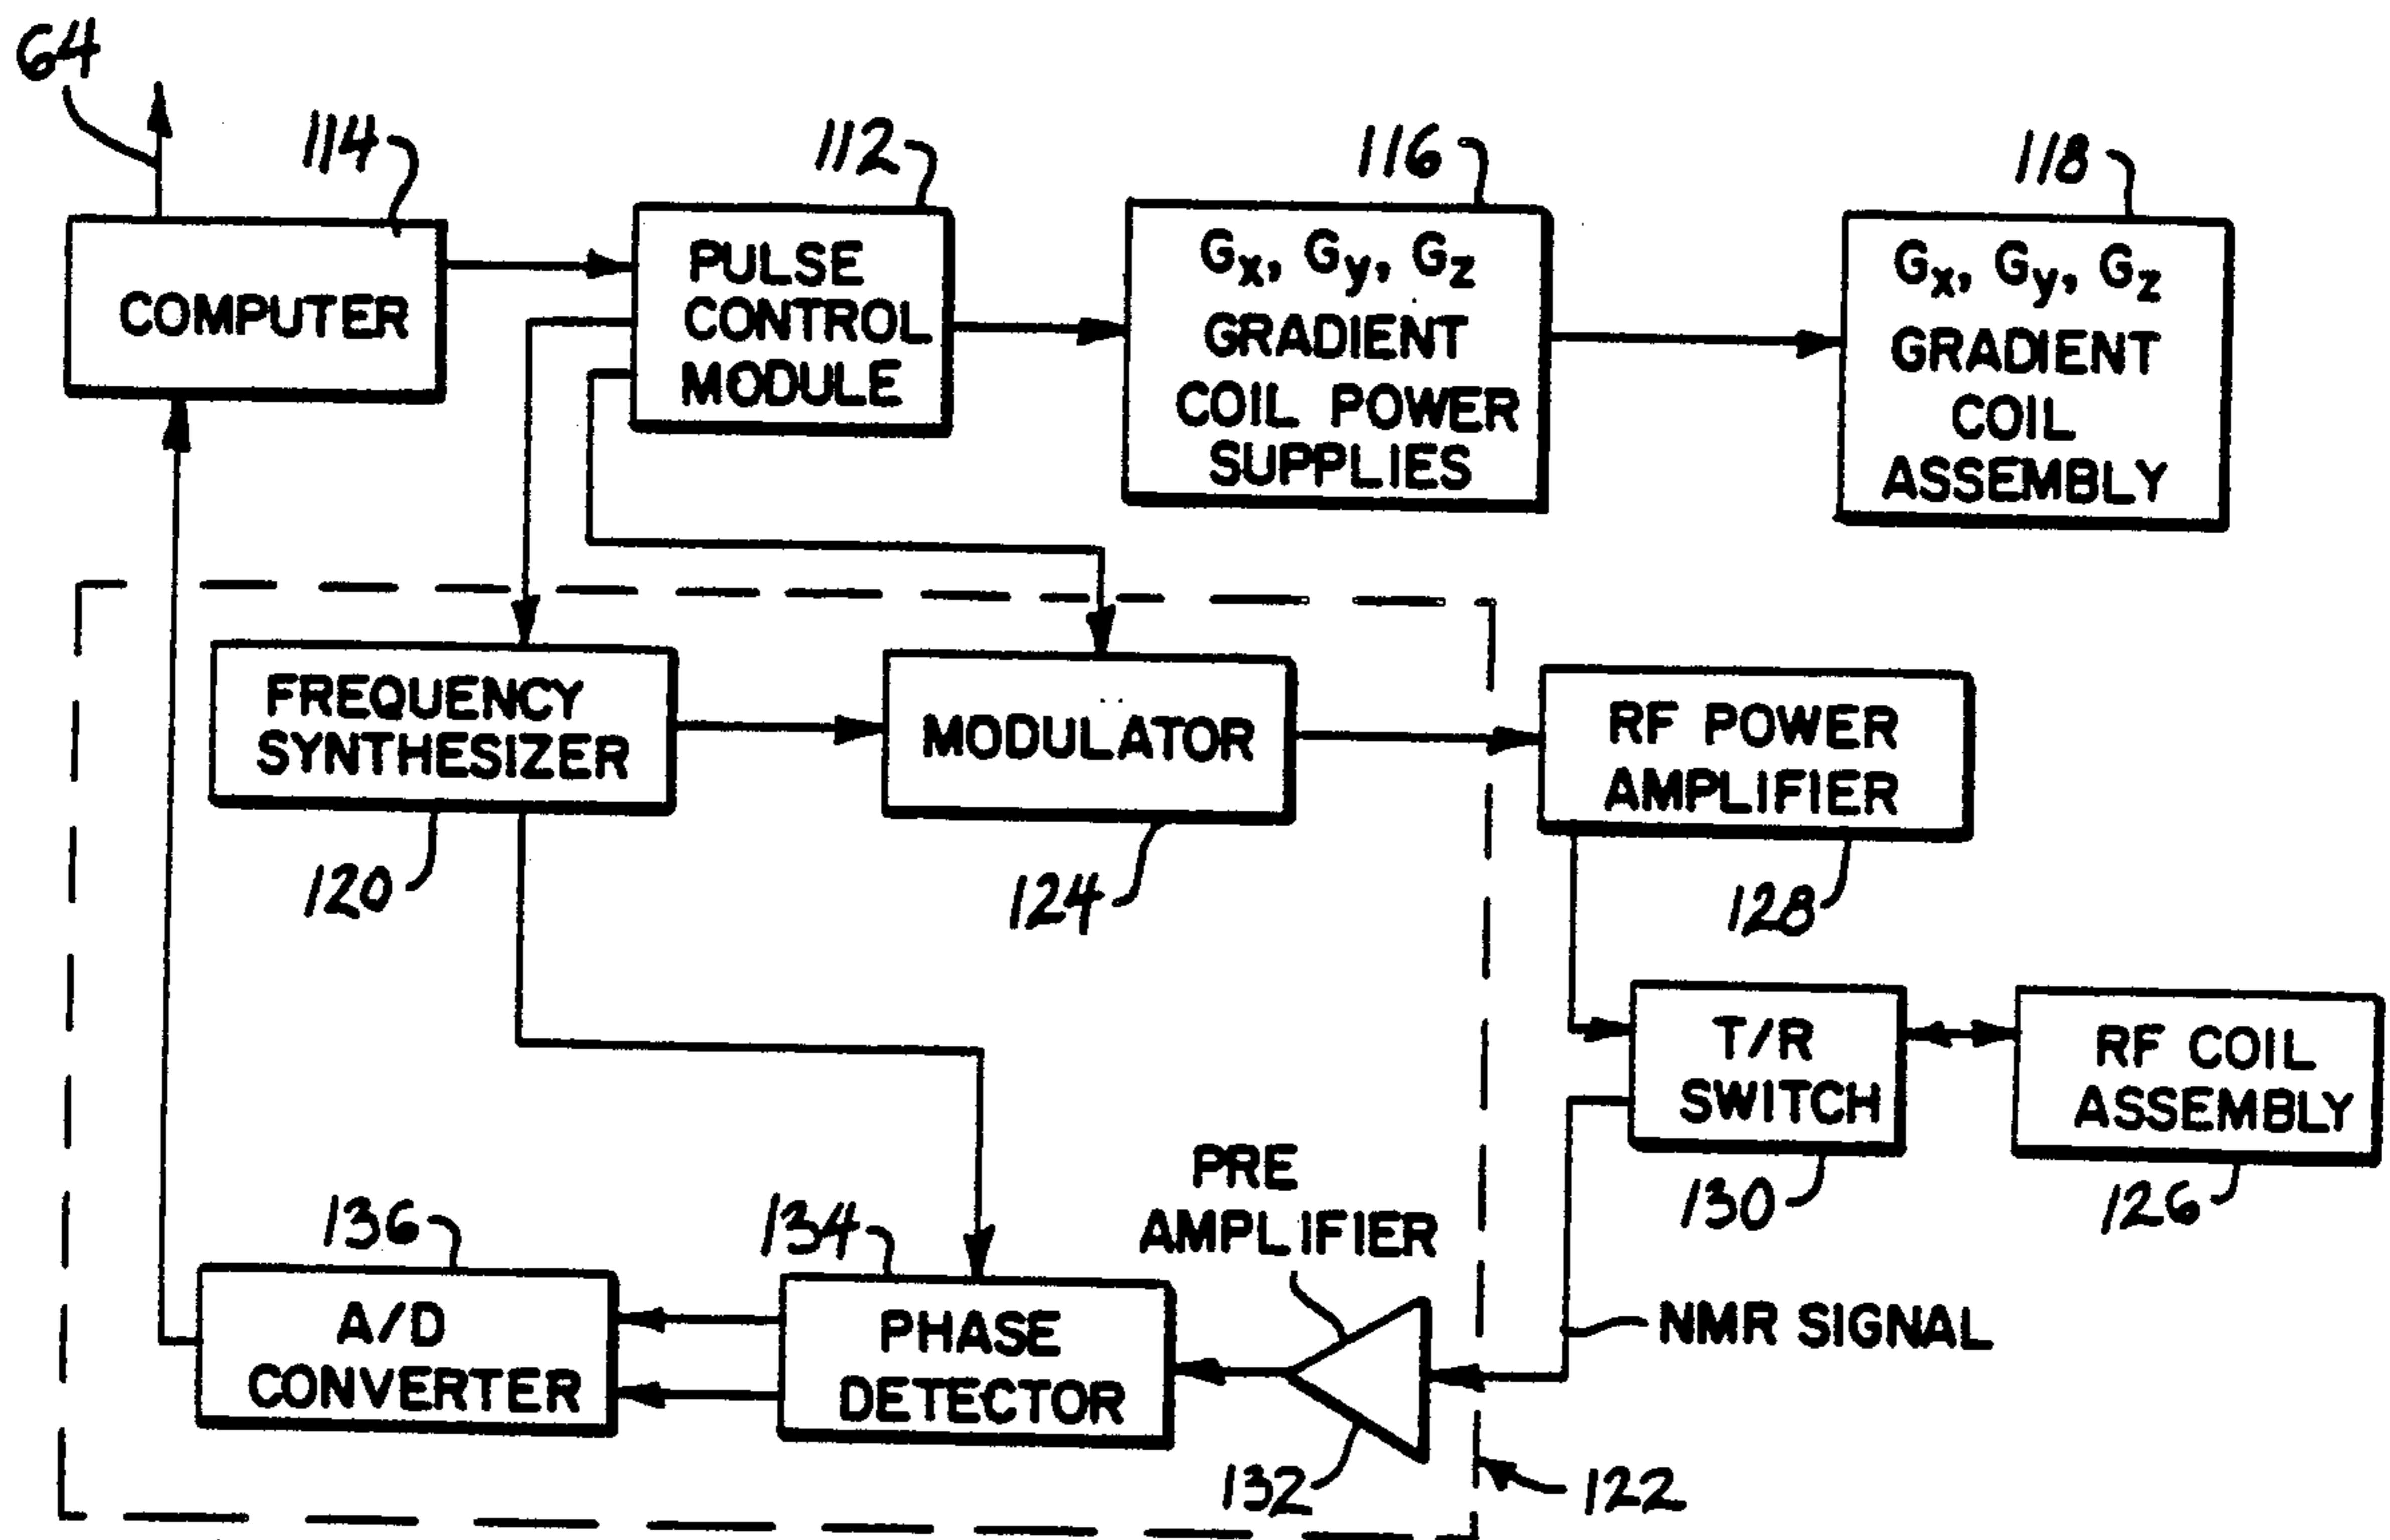 64
114
112
116
118
COMPUTER
PULSE
CONTROL
MODULE
Gx, Gy, Gz
GRADIENT
COIL POWER
SUPPLIES
Gx, Gy, Gz
GRADIENT
COIL
ASSEMBLY
FREQUENCY
SYNTHESIZER
MODULATOR
RF POWER
AMPLIFIER
120
124
128
T/R
SWITCH
RF COIL
ASSEMBLY
130
126
PRE
AMPLIFIER
136
134
A/D
CONVERTER
PHASE
DETECTOR
NMR SIGNAL
132
122